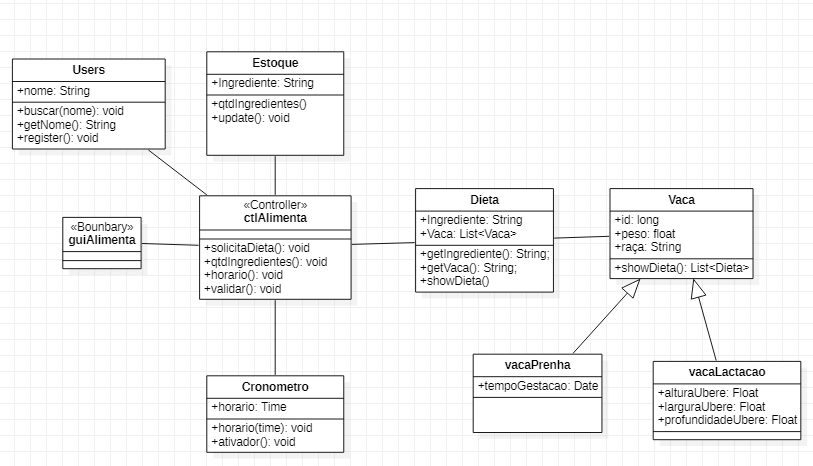 Users
+nome: String
+buscar(nome): void
+getNome(): String
+register(): void
Estoque
+Ingrediente: String
+qtdIngredientes()
+update(): void
«Bounbary»
guiAlimenta
«Controller»
ctlAlimenta
+solicitaDieta(): void
+qtdIngredientes(): void
+horario(): void
+validar(): void
Dieta
+Ingrediente: String
+Vaca: List<Vaca>
+getIngrediente(): String;
+getVaca(): String;
+showDieta()
Vaca
+id: long
+peso: float
+raça: String
+showDieta(): List<Dieta>
Cronometro
+horario: Time
+horario(time): void
+ativador(): void
vacaPrenha
+tempoGestacao: Date
vacaLactacao
+alturaUbere: Float
+larguraUbere: Float
+profundidadeUbere: Float